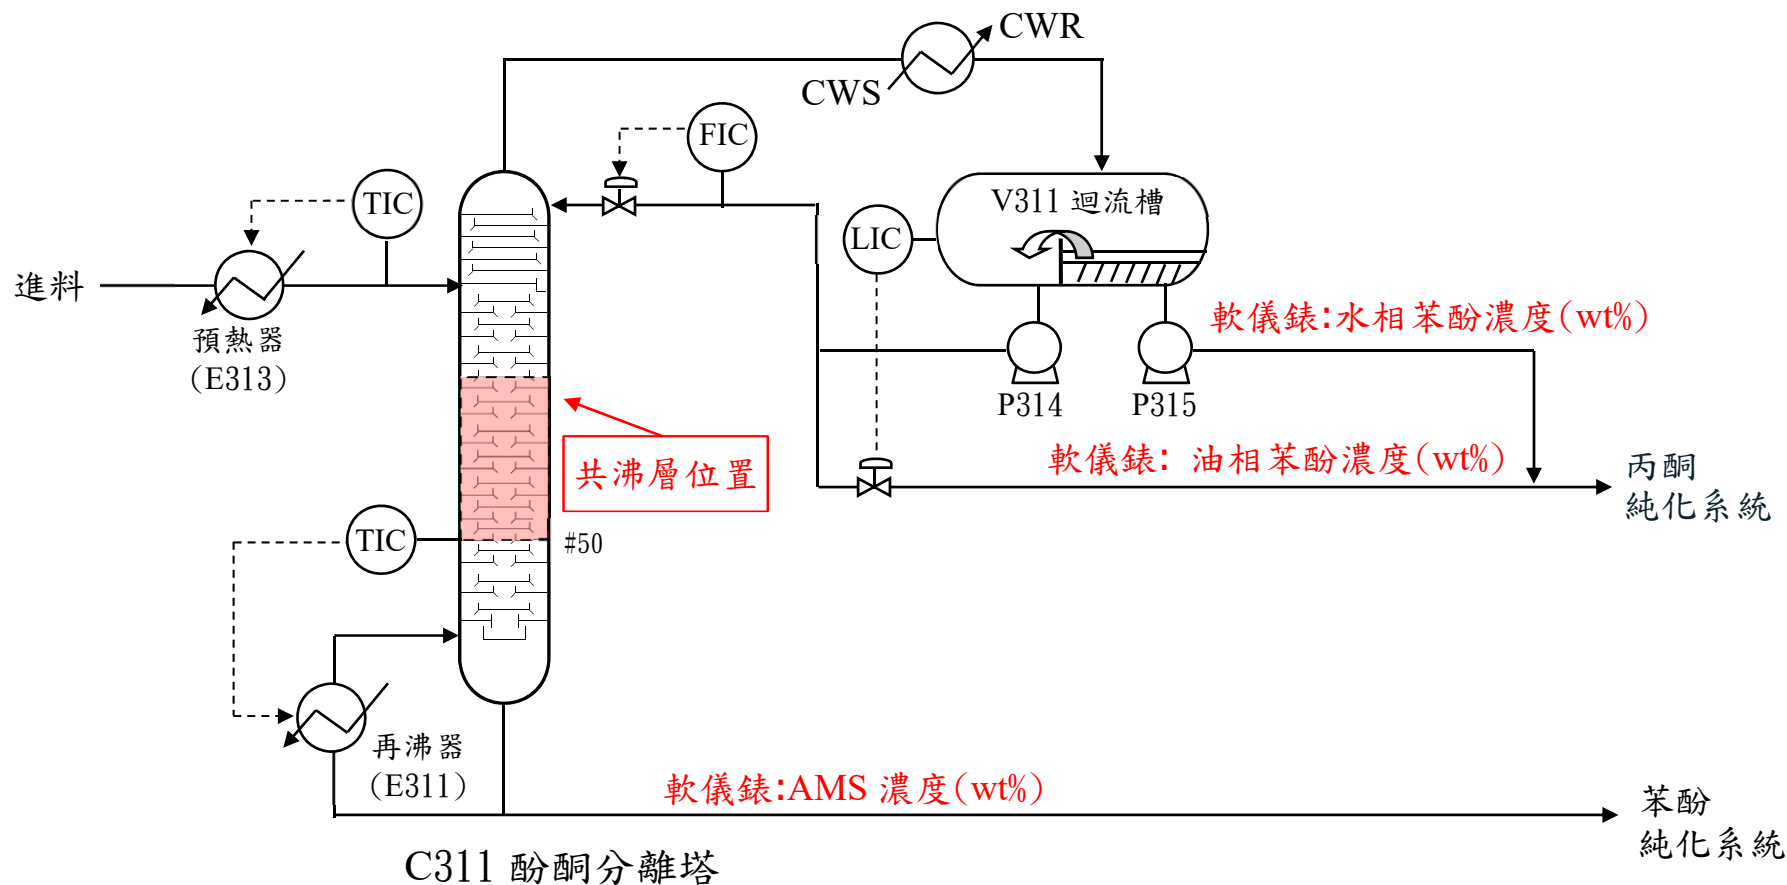 CWR
CWS
FIC
TIC
V311 迴流槽
LIC
進料
軟儀錶:水相苯酚濃度(wt%)
預熱器
(E313)
P314
P315
軟儀錶: 油相苯酚濃度(wt%)
共沸層位置
丙酮
純化系統
TIC
#50
再沸器
(E311)
軟儀錶:AMS 濃度(wt%)
苯酚
純化系統
C311 酚酮分離塔